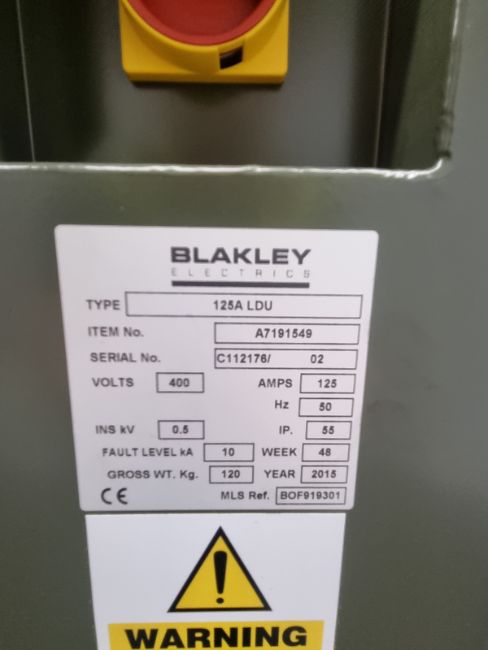 BLAKLEY
ELECTRICS
TYPE 125A LDU
ITEM No. A7191549
SERIAL No. C112176/ 02
VOLTS 400 AMPS 125
Hz 50
INS kV 0.5 IP. 55
FAULT LEVEL kA 10 WEEK 48
GROSS WT. Kg. 120 YEAR 2015
CE MLS Ref. BOF919301
!
WARNING